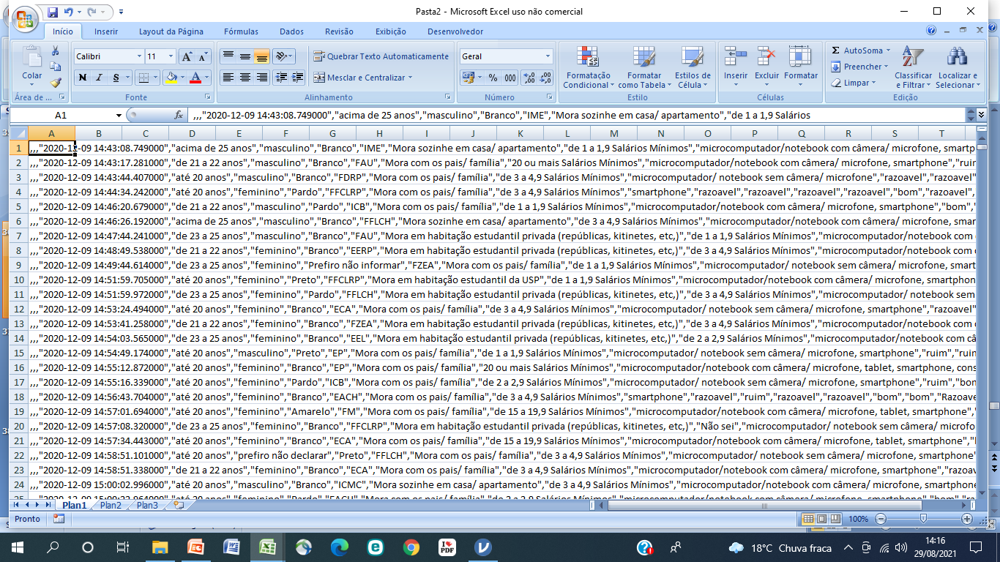 Pasta2 - Microsoft Excel uso não comercial
Início Inserir Layout da Página Fórmulas Dados Revisão Exibição Desenvolvedor
Colar
Área de ...
Calibri 11
N I S
Fonte
Quebrar Texto Automaticamente
Mesclar e Centralizar
Alinhamento
Geral
% 000
Número
Formatação Condicional
Formatar como Tabela
Estilos de Célula
Estilo
Inserir Excluir Formatar
Células
AutoSoma
Preencher
Limpar
Classificar e Filtrar
Localizar e Selecionar
Edição
A1 fx ,,,"2020-12-09 14:43:08.749000","acima de 25 anos","masculino","Branco","IME","Mora sozinhe em casa/ apartamento","de 1 a 1,9 Salários
A B C D E F G H I J K L M N O P Q R S T
1 ,,,"2020-12-09 14:43:08.749000","acima de 25 anos","masculino","Branco","IME","Mora sozinhe em casa/ apartamento","de 1 a 1,9 Salários Mínimos","microcomputador/notebook com câmera/ microfone, smartp
2 ,,,"2020-12-09 14:43:17.281000","de 21 a 22 anos","masculino","Branco","FAU","Mora com os pais/ família","20 ou mais Salários Mínimos","microcomputador/notebook com câmera/ microfone, smartphone","ruim
3 ,,,"2020-12-09 14:43:44.407000","até 20 anos","masculino","Branco","FDRP","Mora com os pais/ família","de 3 a 4,9 Salários Mínimos","microcomputador/ notebook sem câmera/ microfone","razoavel","razoavel"
4 ,,,"2020-12-09 14:44:34.242000","até 20 anos","feminino","Pardo","FFCLRP","Mora com os pais/ família","de 3 a 4,9 Salários Mínimos","smartphone","razoavel","razoavel","razoavel","razoavel","bom","razoavel",
5 ,,,"2020-12-09 14:46:20.679000","de 21 a 22 anos","masculino","Pardo","ICB","Mora com os pais/ família","de 1 a 1,9 Salários Mínimos","microcomputador/notebook com câmera/ microfone, smartphone","bom","
6 ,,,"2020-12-09 14:46:26.192000","acima de 25 anos","masculino","Branco","FFLCH","Mora sozinhe em casa/ apartamento","de 3 a 4,9 Salários Mínimos","microcomputador/notebook com câmera/ microfone, smar
7 ,,,"2020-12-09 14:47:44.241000","de 23 a 25 anos","masculino","Branco","FAU","Mora em habitação estudantil privada (repúblicas, kitinetes, etc,)","de 1 a 1,9 Salários Mínimos","microcomputador/notebook com
8 ,,,"2020-12-09 14:48:49.538000","de 21 a 22 anos","feminino","Branco","EERP","Mora em habitação estudantil privada (repúblicas, kitinetes, etc,)","de 3 a 4,9 Salários Mínimos","microcomputador/notebook com
9 ,,,"2020-12-09 14:49:44.614000","de 23 a 25 anos","feminino","Prefiro não informar","FZEA","Mora com os pais/ família","de 1 a 1,9 Salários Mínimos","microcomputador/ notebook sem câmera/ microfone, smart
10 ,,,"2020-12-09 14:51:59.705000","até 20 anos","feminino","Preto","FFCLRP","Mora em habitação estudantil da USP","de 1 a 1,9 Salários Mínimos","microcomputador/notebook com câmera/ microfone, smartphon
11 ,,,"2020-12-09 14:51:59.972000","de 23 a 25 anos","feminino","Pardo","FFLCH","Mora em habitação estudantil privada (repúblicas, kitinetes, etc,)","de 3 a 4,9 Salários Mínimos","microcomputador/ notebook sem
12 ,,,"2020-12-09 14:53:24.494000","até 20 anos","feminino","Branco","ECA","Mora com os pais/ família","de 3 a 4,9 Salários Mínimos","microcomputador/notebook com câmera/ microfone, smartphone","razoavel"
13 ,,,"2020-12-09 14:53:41.258000","de 21 a 22 anos","feminino","Branco","FZEA","Mora em habitação estudantil privada (repúblicas, kitinetes, etc,)","de 3 a 4,9 Salários Mínimos","microcomputador/notebook com
14 ,,,"2020-12-09 14:54:03.565000","de 23 a 25 anos","feminino","Branco","EEL","Mora em habitação estudantil privada (repúblicas, kitinetes, etc,)","de 2 a 2,9 Salários Mínimos","microcomputador/notebook com câ
15 ,,,"2020-12-09 14:54:49.174000","até 20 anos","masculino","Preto","EP","Mora com os pais/ família","de 1 a 1,9 Salários Mínimos","microcomputador/ notebook sem câmera/ microfone, smartphone","ruim","ruin
16 ,,,"2020-12-09 14:55:12.872000","até 20 anos","feminino","Branco","EP","Mora com os pais/ família","20 ou mais Salários Mínimos","microcomputador/notebook com câmera/ microfone, tablet, smartphone, cons
17 ,,,"2020-12-09 14:55:16.339000","até 20 anos","feminino","Pardo","ICB","Mora com os pais/ família","de 2 a 2,9 Salários Mínimos","microcomputador/ notebook sem câmera/ microfone, smartphone","ruim","bom
18 ,,,"2020-12-09 14:56:43.704000","até 20 anos","feminino","Branco","EACH","Mora com os pais/ família","de 3 a 4,9 Salários Mínimos","smartphone","razoavel","ruim","razoavel","razoavel","bom","bom","Razoave
19 ,,,"2020-12-09 14:57:01.694000","até 20 anos","feminino","Amarelo","FM","Mora com os pais/ família","de 15 a 19,9 Salários Mínimos","microcomputador/notebook com câmera/ microfone, tablet, smartphone","
20 ,,,"2020-12-09 14:57:08.320000","de 23 a 25 anos","feminino","Branco","FFCLRP","Mora em habitação estudantil privada (repúblicas, kitinetes, etc,)","Não sei","microcomputador/ notebook sem câmera/ microfo
21 ,,,"2020-12-09 14:57:34.443000","até 20 anos","feminino","Branco","ECA","Mora com os pais/ família","de 15 a 19,9 Salários Mínimos","microcomputador/notebook com câmera/ microfone, tablet, smartphone","
22 ,,,"2020-12-09 14:58:51.101000","até 20 anos","prefiro não declarar","Preto","FFLCH","Mora com os pais/ família","de 3 a 4,9 Salários Mínimos","microcomputador/notebook com câmera/ microfone, smartphone"
23 ,,,"2020-12-09 14:58:51.338000","de 21 a 22 anos","feminino","Branco","ECA","Mora com os pais/ família","de 3 a 4,9 Salários Mínimos","microcomputador/notebook com câmera/ microfone, smartphone","razoav
24 ,,,"2020-12-09 15:00:02.996000","até 20 anos","masculino","Branco","ICMC","Mora sozinhe em casa/ apartamento","de 3 a 4,9 Salários Mínimos","microcomputador/notebook com câmera/ microfone, smartphone
Plan1 Plan2 Plan3
Pronto 100%
I PDF
18°C Chuva fraca
14:16
29/08/2021